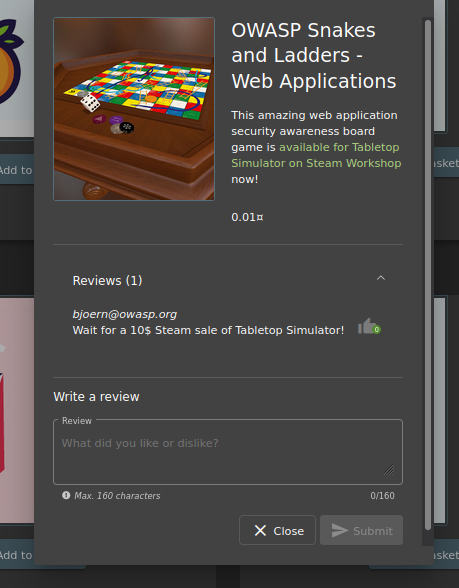 OWASP Snakes
and Ladders -
Web Applications
This amazing web application
security awareness board
game is available for Tabletop
Simulator on Steam Workshop
now!
0.01¤
Add to
asket
Reviews (1)
bjoern@owasp.org
Wait for a 10$ Steam sale of Tabletop Simulator!
0
Write a review
Review
What did you like or dislike?
Max. 160 characters
0/160
Close
Submit
Add to
asket